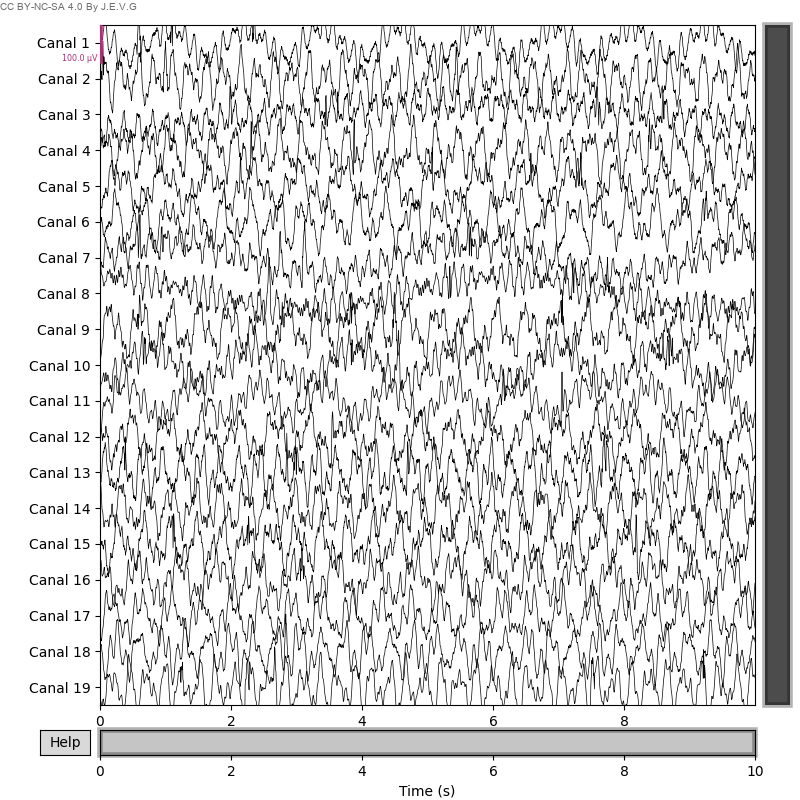 CC BY-NC-SA 4.0 By J.E.V.G
Canal 1
100.0 µV
Canal 2
Canal 3
Canal 4
Canal 5
Canal 6
Canal 7
Canal 8
Canal 9
Canal 10
Canal 11
Canal 12
Canal 13
Canal 14
Canal 15
Canal 16
Canal 17
Canal 18
Canal 19
0 2 4 6 8
Help
0 2 4 6 8 10
Time (s)